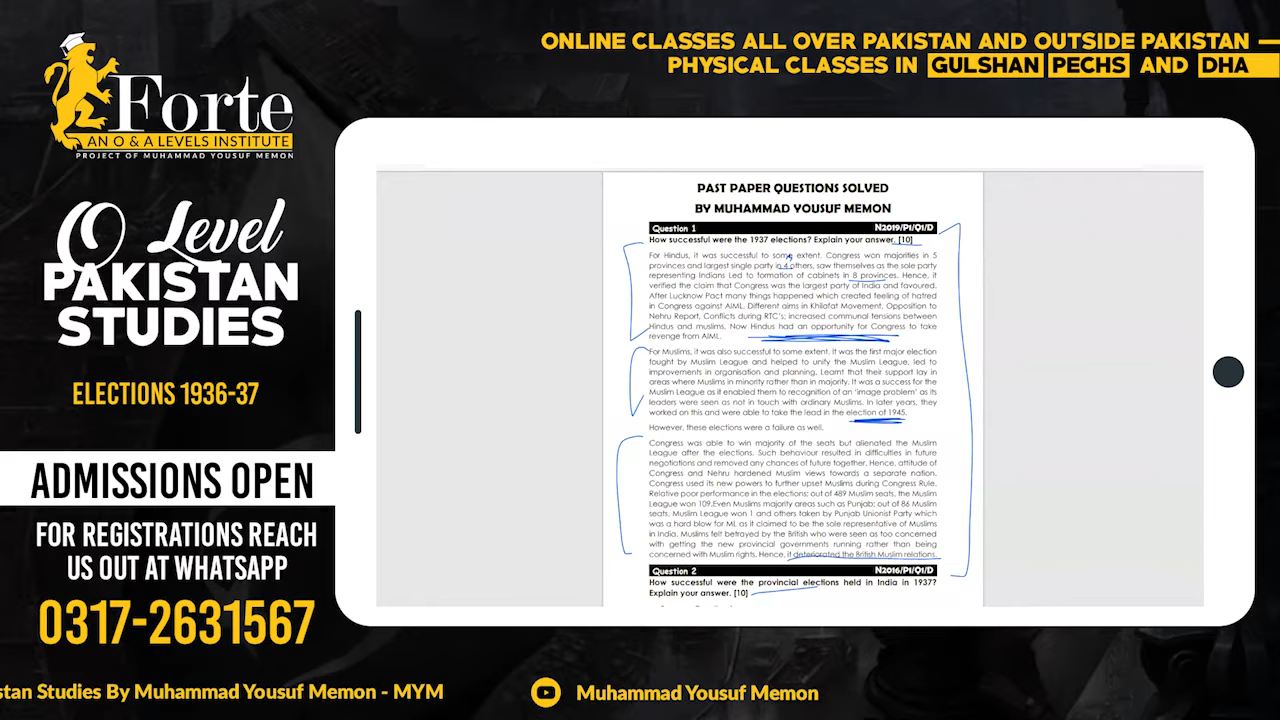 ONLINE CLASSES ALL OVER PAKISTAN AND OUTSIDE PAKISTAN
PHYSICAL CLASSES IN GULSHAN PECHS AND DHA
Forte
AN O & A LEVELS INSTITUTE
PROJECT OF MUHAMMAD YOUSUF MEMON
O Level
PAKISTAN
STUDIES
ELECTIONS 1936-37
ADMISSIONS OPEN
FOR REGISTRATIONS REACH
US OUT AT WHATSAPP
0317-2631567
PAST PAPER QUESTIONS SOLVED
BY MUHAMMAD YOUSUF MEMON
Question 1 N2019/P1/Q1/D
How successful were the 1937 elections? Explain your answer. [10]
For Hindus, it was successful to some extent. Congress won majorities in 5
provinces and largest single party in 4 others, saw themselves as the sole party
representing Indians Led to formation of cabinets in 8 provinces. Hence, it
verified the claim that Congress was the largest party of India and favoured.
After Lucknow Pact many things happened which created feeling of hatred
in Congress against AIML. Different aims in Khilafat Movement, Opposition to
Nehru Report, Conflicts during RTC's; increased communal tensions between
Hindus and muslims. Now Hindus had an opportunity for Congress to take
revenge from AIML.
For Muslims, it was also successful to some extent. It was the first major election
fought by Muslim League and helped to unify the Muslim League, led to
improvements in organisation and planning. Learnt that their support lay in
areas where Muslims in minority rather than in majority. It was a success for the
Muslim League as it enabled them to recognition of an 'image problem' as its
leaders were seen as not in touch with ordinary Muslims. In later years, they
worked on this and were able to take the lead in the election of 1945.
However, these elections were a failure as well.
Congress was able to win majority of the seats but alienated the Muslim
League after the elections. Such behaviour resulted in difficulties in future
negotiations and removed any chances of future together. Hence, attitude of
Congress and Nehru hardened Muslim views towards a separate nation.
Congress used its new powers to further upset Muslims during Congress Rule.
Relative poor performance in the elections; out of 489 Muslim seats, the Muslim
League won 109.Even Muslims majority areas such as Punjab; out of 86 Muslim
seats. Muslim League won 1 and others taken by Punjab Unionist Party which
was a hard blow for ML as it claimed to be the sole representative of Muslims
in India. Muslims felt betrayed by the British who were seen as too concerned
with getting the new provincial governments running rather than being
concerned with Muslim rights. Hence, it deteriorated the British Muslim relations.
Question 2 N2016/P1/Q1/D
How successful were the provincial elections held in India in 1937?
Explain your answer. [10]
stan Studies By Muhammad Yousuf Memon - MYM
Muhammad Yousuf Memon